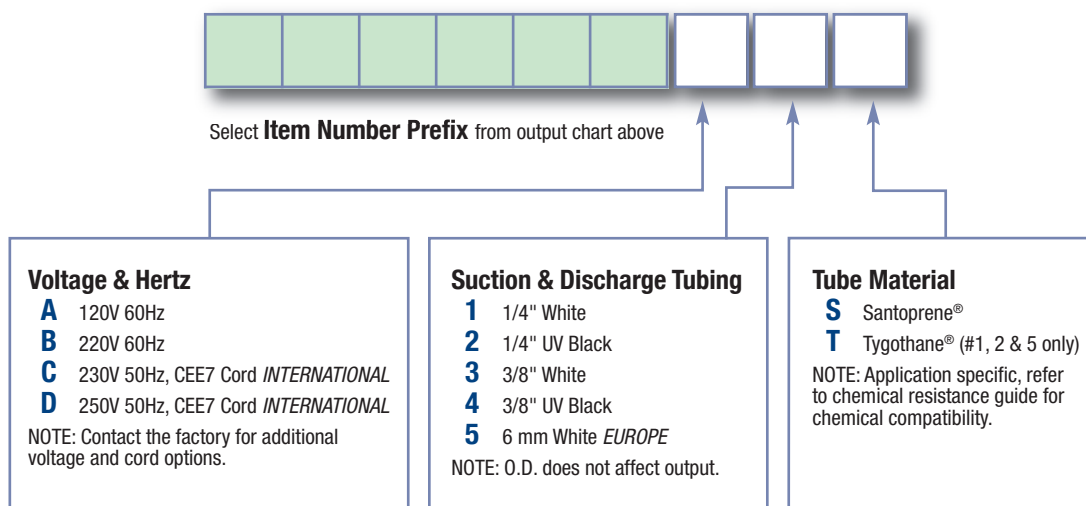 Select Item Number Prefix from output chart above
Voltage & Hertz
A 120V 60Hz
B 220V 60Hz
C 230V 50Hz, CEE7 Cord INTERNATIONAL
D 250V 50Hz, CEE7 Cord INTERNATIONAL
NOTE: Contact the factory for additional
voltage and cord options.
Suction & Discharge Tubing
1 1/4" White
2 1/4" UV Black
3 3/8" White
4 3/8" UV Black
5 6 mm White EUROPE
NOTE: O.D. does not affect output.
Tube Material
S Santoprene®
T Tygothane® (#1, 2 & 5 only)
NOTE: Application specific, refer
to chemical resistance guide for
chemical compatibility.